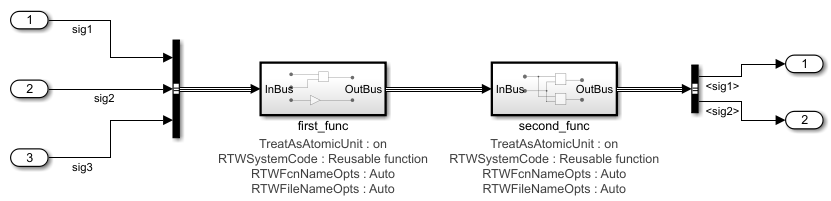 1
sig1
2
sig2
3
sig3
InBus
OutBus
first_func
TreatAsAtomicUnit : on
RTWSystemCode : Reusable function
RTWFcnNameOpts : Auto
RTWFileNameOpts : Auto
InBus
OutBus
second_func
TreatAsAtomicUnit : on
RTWSystemCode : Reusable function
RTWFcnNameOpts : Auto
RTWFileNameOpts : Auto
<sig1>
1
<sig2>
2